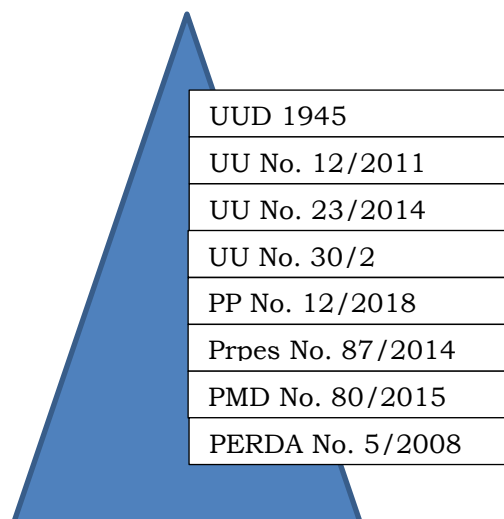 UUD 1945
UU No. 12/2011
UU No. 23/2014
UU No. 30/2
PP No. 12/2018
Prpes No. 87/2014
PMD No. 80/2015
PERDA No. 5/2008